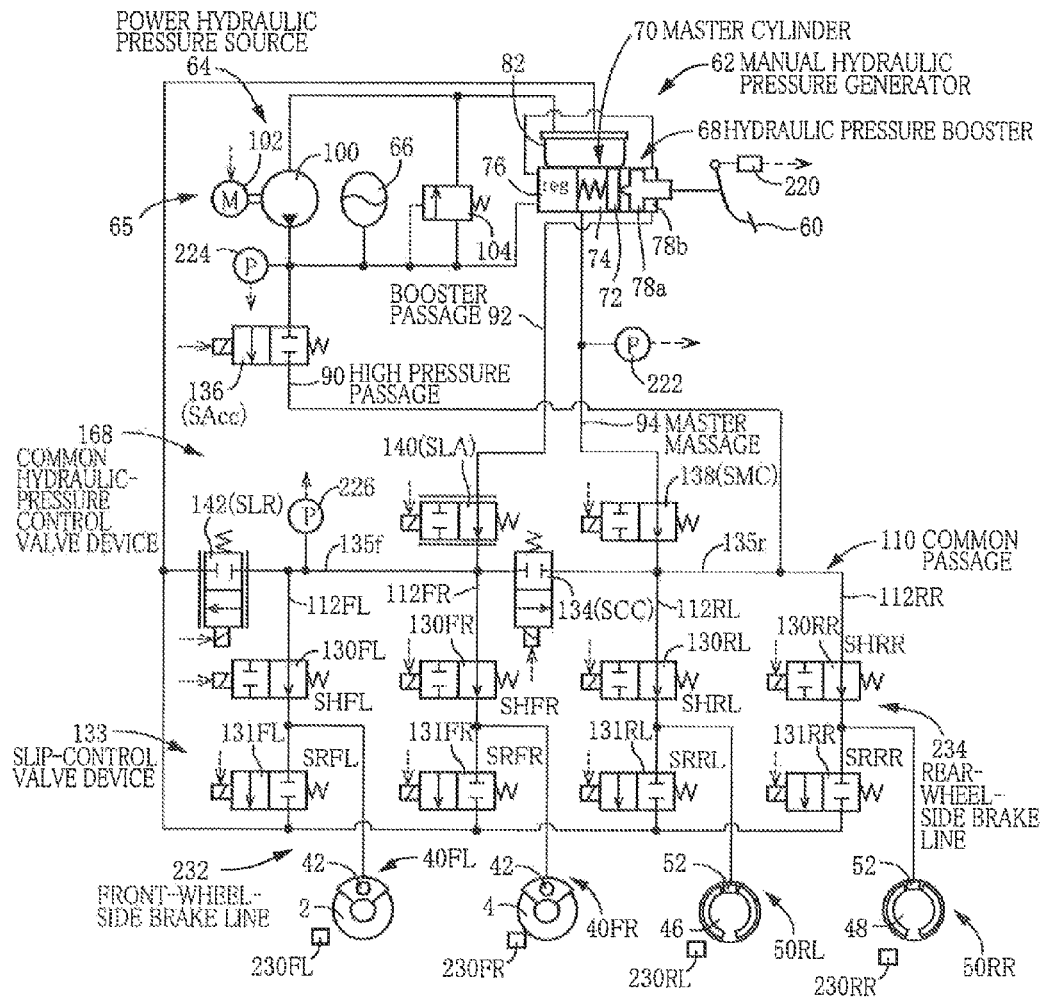 POWER HYDRAULIC
PRESSURE SOURCE
64
70 MASTER CYLINDER
62 MANUAL HYDRAULIC
PRESSURE GENERATOR
82
68 HYDRAULIC PRESSURE BOOSTER
102
100
66
76
reg
220
M
65
104
74
72
78a
78b
60
224
P
BOOSTER
PASSAGE 92
P
222
136
(SAcc)
90 HIGH PRESSURE
PASSAGE
94 MASTER
MASSAGE
168
COMMON
HYDRAULIC-
PRESSURE
CONTROL
VALVE DEVICE
140(SLA)
138(SMC)
142(SLR)
226
P
135f
135r
110 COMMON
PASSAGE
112FL
112FR
134(SCC)
112RL
112RR
130FL
130FR
130RL
130RR
SHRR
SHFL
SHFR
SHRL
133
SLIP-CONTROL
VALVE DEVICE
131FL
SRFL
131FR
SRFR
131RL
SRRL
131RR
SRRR
234
REAR-
WHEEL-
SIDE BRAKE
LINE
232
FRONT-WHEEL-
SIDE BRAKE LINE
42
40FL
42
52
52
2
4
40FR
46
50RL
48
50RR
230FL
230FR
230RL
230RR